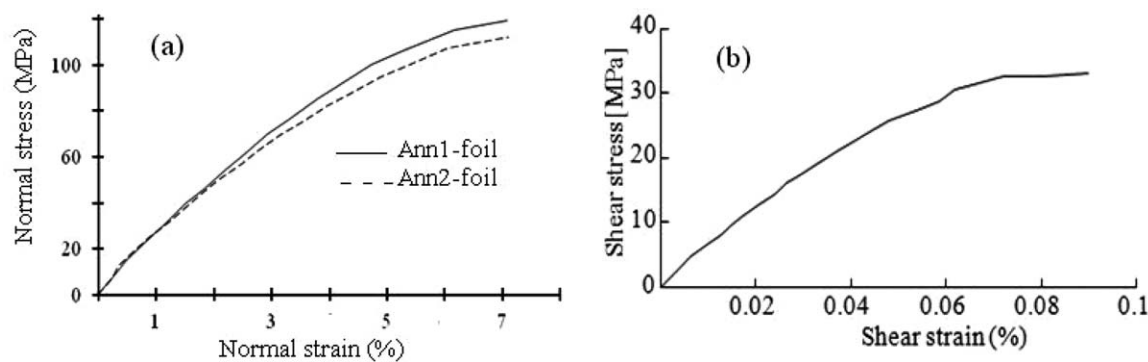 (a)
Normal stress (MPa)
100
60
20
0
Ann1-foil
Ann2-foil
1
3
5
7
Normal strain (%)
(b)
Shear stress [MPa]
40
30
20
10
0
0.02
0.04
0.06
0.08
0.1
Shear strain (%)